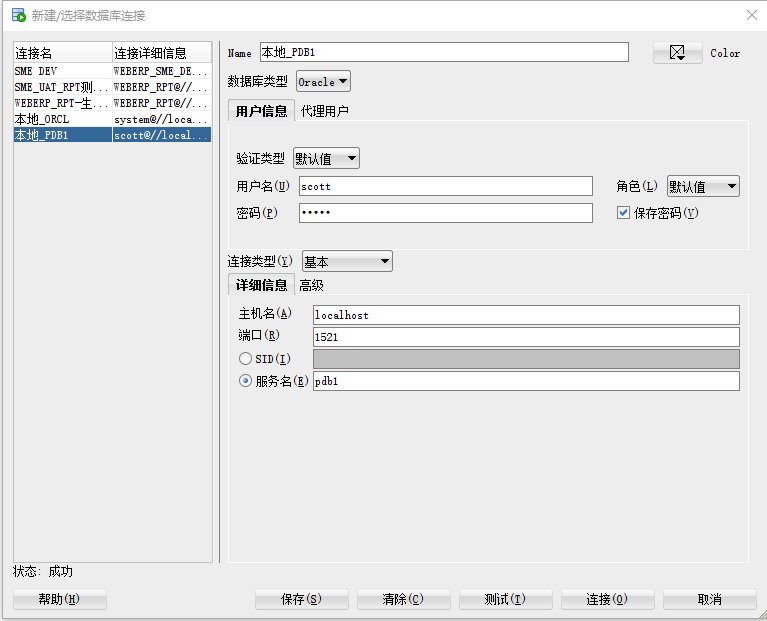 新建/选择数据库连接
连接名 连接详细信息
SME DEV WEBERP_SME_DE...
SME_UAT_RPT测... WEBERP_RPT@//...
WEBERP_RPT-生... WEBERP_RPT@//...
本地_ORCL system@//loca...
本地_PDB1 scott@//local...
Name 本地_PDB1 Color
数据库类型 Oracle
用户信息 代理用户
验证类型 默认值
用户名(U) scott 角色(L) 默认值
密码(P) ••••• 保存密码(V)
连接类型(Y) 基本
详细信息 高级
主机名(A) localhost
端口(R) 1521
SID(I)
服务名(E) pdb1
状态: 成功
帮助(H) 保存(S) 清除(C) 测试(T) 连接(O) 取消